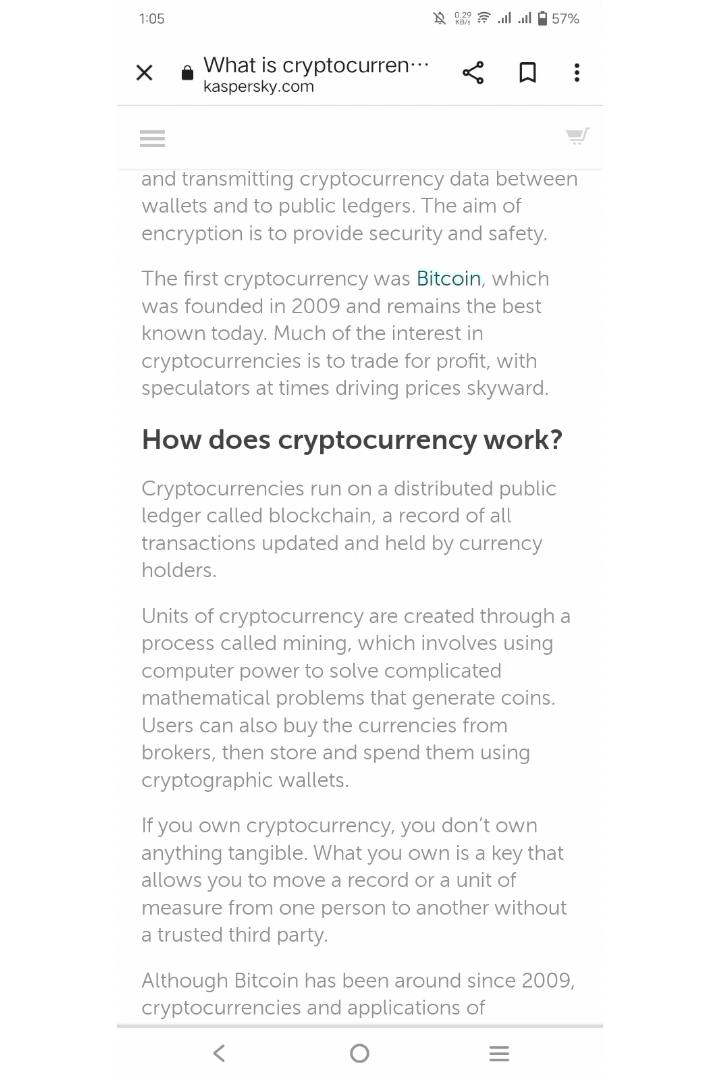 1:05
0.29
KB/s
57%
What is cryptocurren···
kaspersky.com
and transmitting cryptocurrency data between
wallets and to public ledgers. The aim of
encryption is to provide security and safety.
The first cryptocurrency was Bitcoin, which
was founded in 2009 and remains the best
known today. Much of the interest in
cryptocurrencies is to trade for profit, with
speculators at times driving prices skyward.
How does cryptocurrency work?
Cryptocurrencies run on a distributed public
ledger called blockchain, a record of all
transactions updated and held by currency
holders.
Units of cryptocurrency are created through a
process called mining, which involves using
computer power to solve complicated
mathematical problems that generate coins.
Users can also buy the currencies from
brokers, then store and spend them using
cryptographic wallets.
If you own cryptocurrency, you don’t own
anything tangible. What you own is a key that
allows you to move a record or a unit of
measure from one person to another without
a trusted third party.
Although Bitcoin has been around since 2009,
cryptocurrencies and applications of